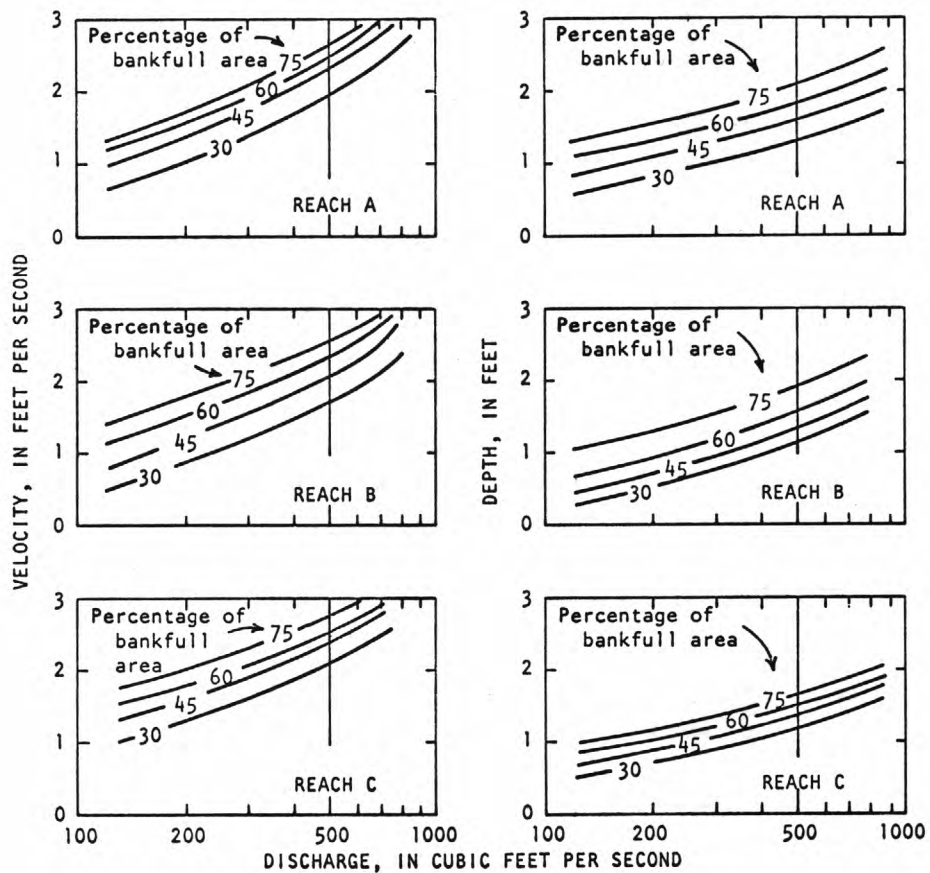 VELOCITY, IN FEET PER SECOND
3
2
1
0
Percentage of
bankfull area
75
60
45
30
REACH A
3
2
1
0
Percentage of
bankfull area
75
60
45
30
REACH B
3
2
1
0
Percentage of
bankfull
area
75
60
45
30
REACH C
100
200
500
1000
DEPTH, IN FEET
3
2
1
0
Percentage of
bankfull area
75
60
45
30
REACH A
3
2
1
0
Percentage of
bankfull area
75
60
45
30
REACH B
3
2
1
0
Percentage of
bankfull area
75
60
45
30
REACH C
100
200
500
1000
DISCHARGE, IN CUBIC FEET PER SECOND